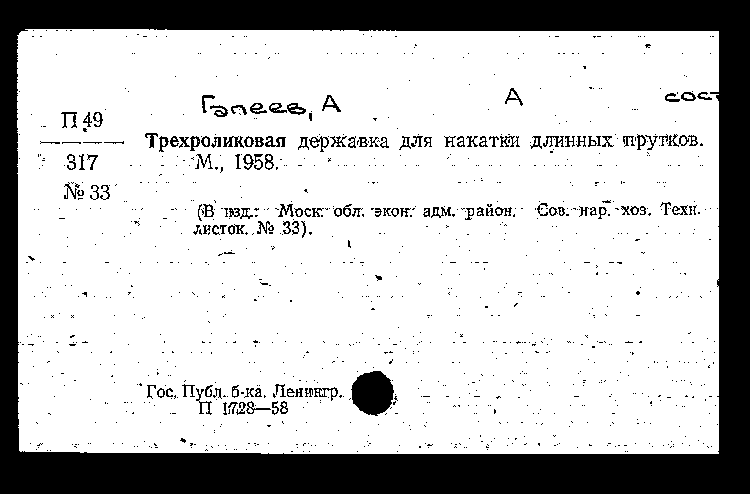 Гэпеев, А А сост
П 49
Трехроликовая державка для накатки длинных прутков.
317 М., 1958.
№ 33
(В изд.: Моск. обл. экон. адм. район. Сов. нар. хоз. Техн.
листок. № 33).
Гос. Публ. б-ка. Ленингр.
П 1728—58